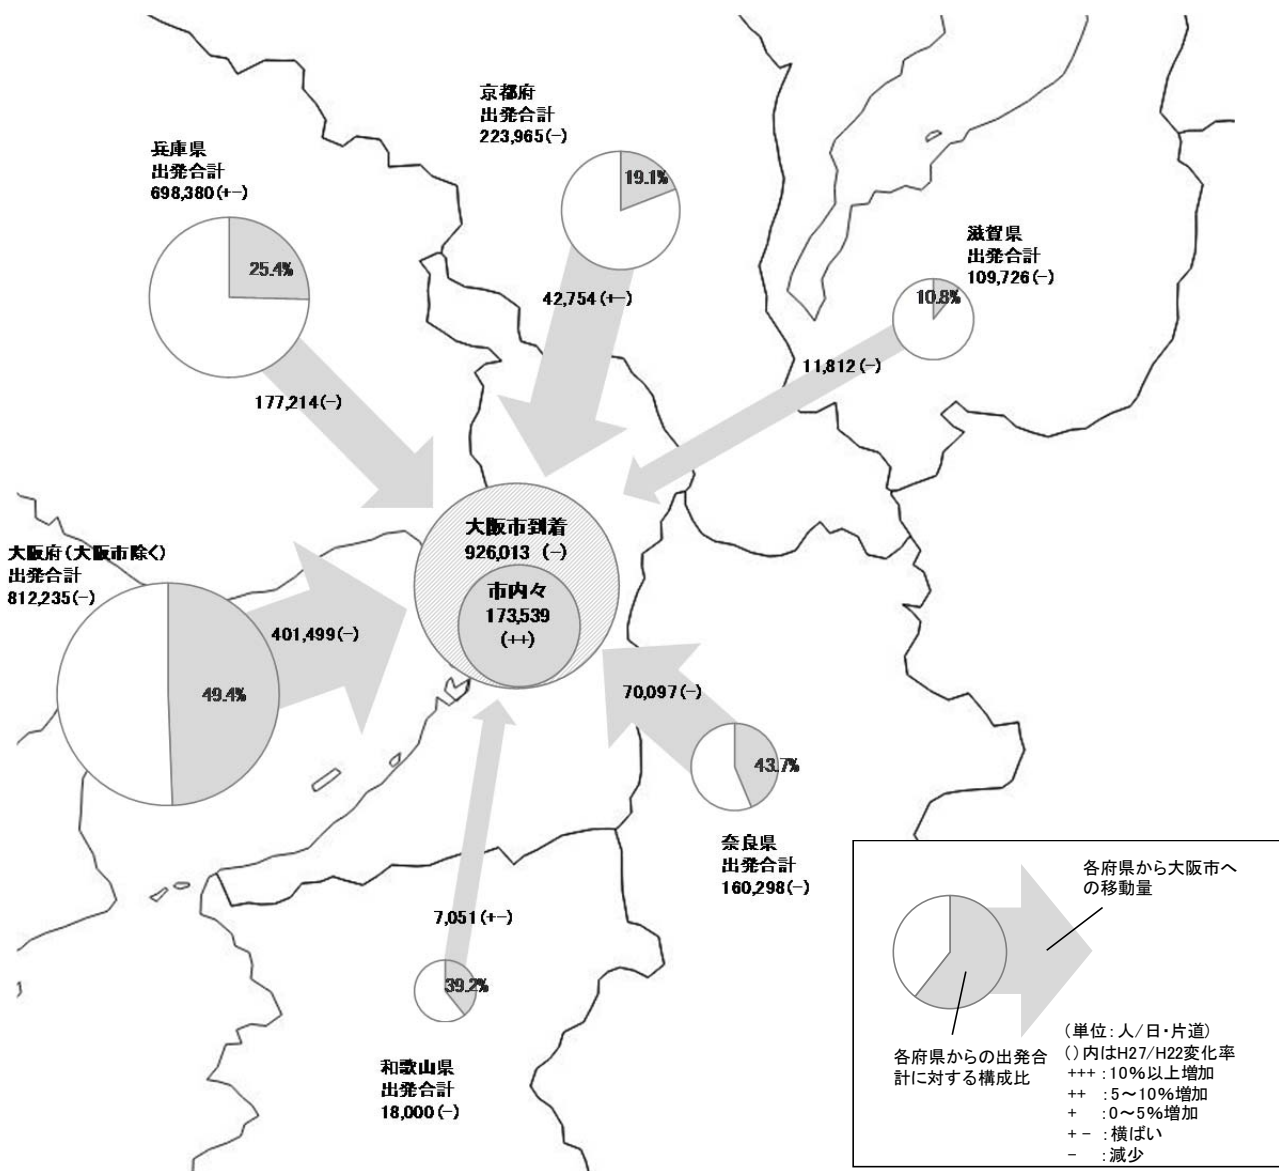 京都府
出発合計
223,965(−)
19.1%
兵庫県
出発合計
698,380(+−)
25.4%
滋賀県
出発合計
109,726(−)
10.8%
42,754(+−)
11,812(−)
177,214(−)
大阪市到着
926,013 (−)
市内々
173,539
(++)
大阪府(大阪市除く)
出発合計
812,235(−)
401,499(−)
49.4%
70,097(−)
43.7%
奈良県
出発合計
160,298(−)
7,051(+−)
39.2%
和歌山県
出発合計
18,000(−)
各府県から大阪市へ
の移動量
各府県からの出発合
計に対する構成比
(単位:人/日・片道)
()内はH27/H22変化率
+++ :10%以上増加
++ :5〜10%増加
+ :0〜5%増加
+− :横ばい
− :減少